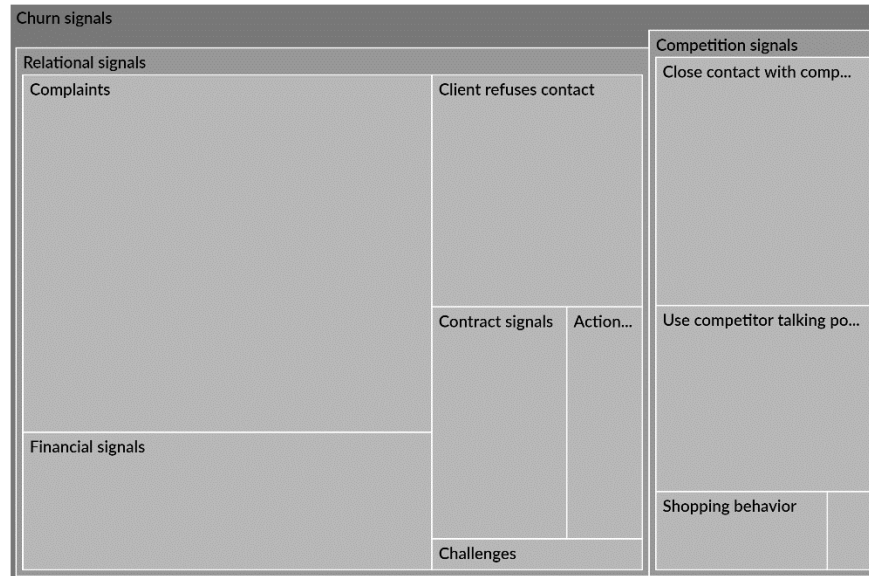 Churn signals
Relational signals
Complaints
Client refuses contact
Contract signals
Action...
Financial signals
Challenges
Competition signals
Close contact with comp...
Use competitor talking po...
Shopping behavior